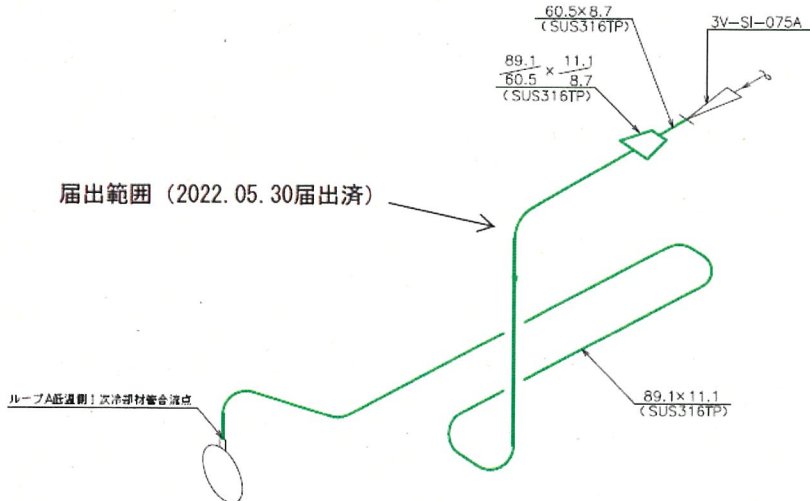 60.5×8.7
(SUS316TP)
3V-SI-075A
89.1/60.5 × 11.1/8.7
(SUS316TP)
届出範囲（2022.05.30届出済）
ループA低温側1次冷却材管合流点
89.1×11.1
(SUS316TP)